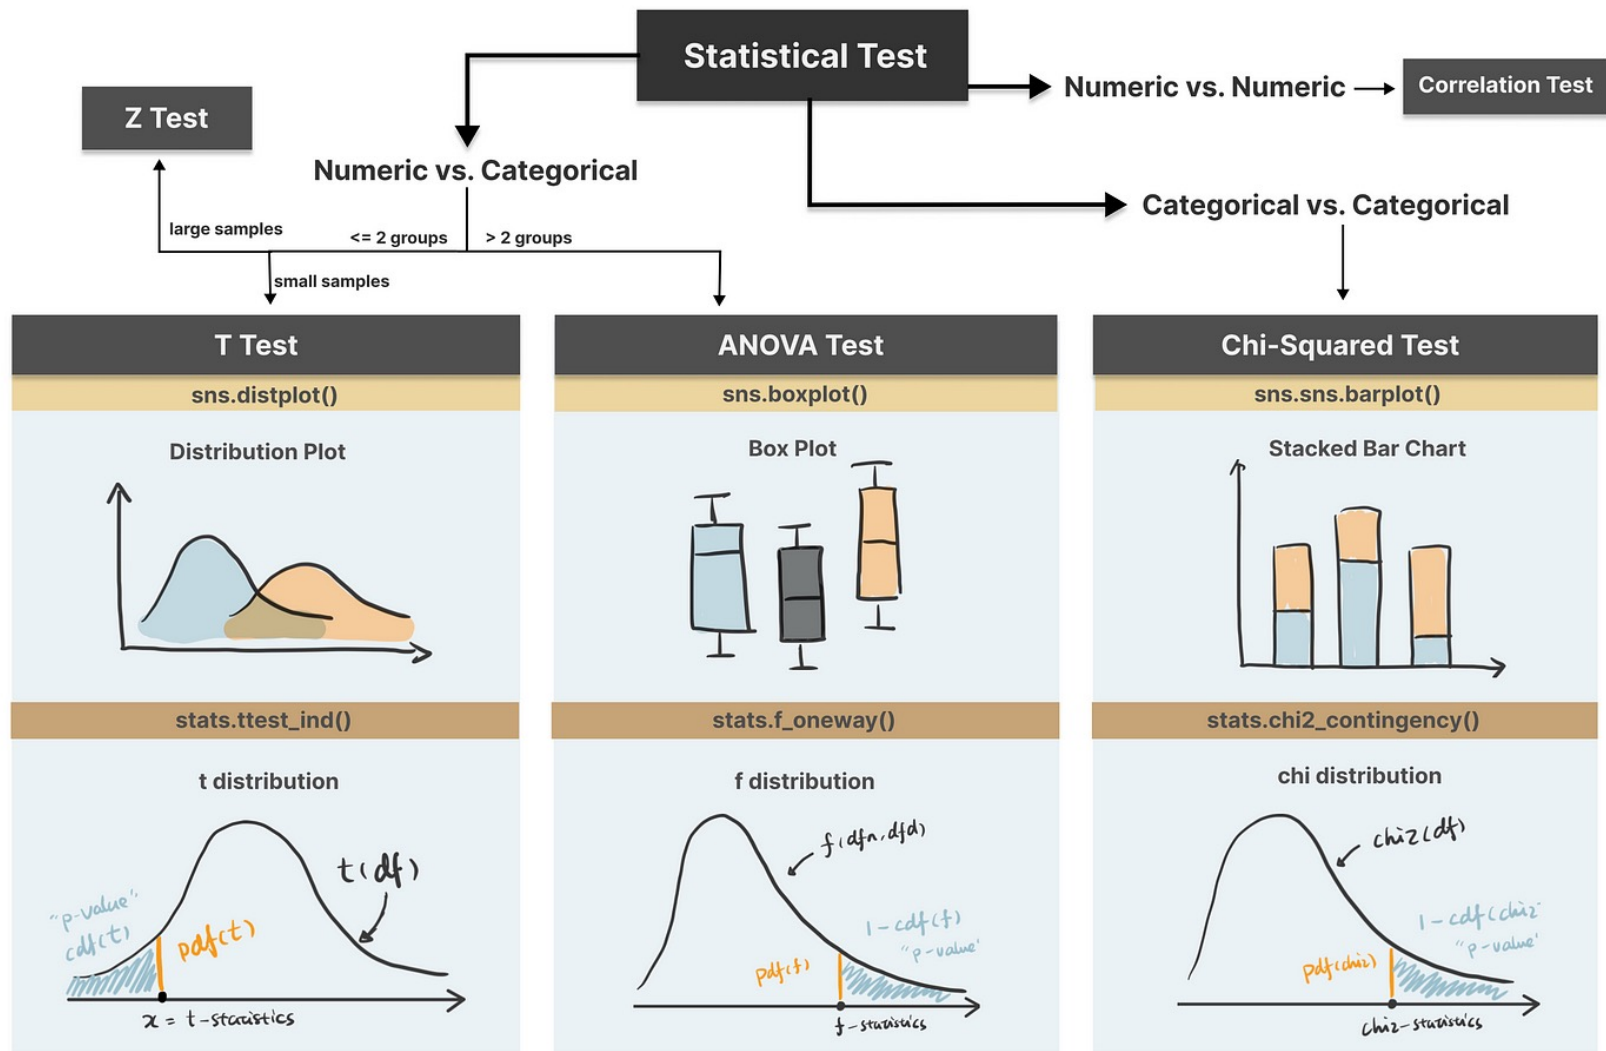 Statistical Test
Numeric vs. Numeric
Correlation Test
Z Test
Numeric vs. Categorical
Categorical vs. Categorical
large samples
<= 2 groups
> 2 groups
small samples
T Test
sns.distplot()
Distribution Plot
stats.ttest_ind()
t distribution
t(df)
"p-value"
cdf(t)
pdf(t)
x = t-statistics
ANOVA Test
sns.boxplot()
Box Plot
stats.f_oneway()
f distribution
f(dfn, dfd)
1-cdf(f)
"p-value"
pdf(f)
f-statistics
Chi-Squared Test
sns.sns.barplot()
Stacked Bar Chart
stats.chi2_contingency()
chi distribution
chi2(df)
1-cdf(chi2
"p-value"
pdf(chi2)
chi2-statistics